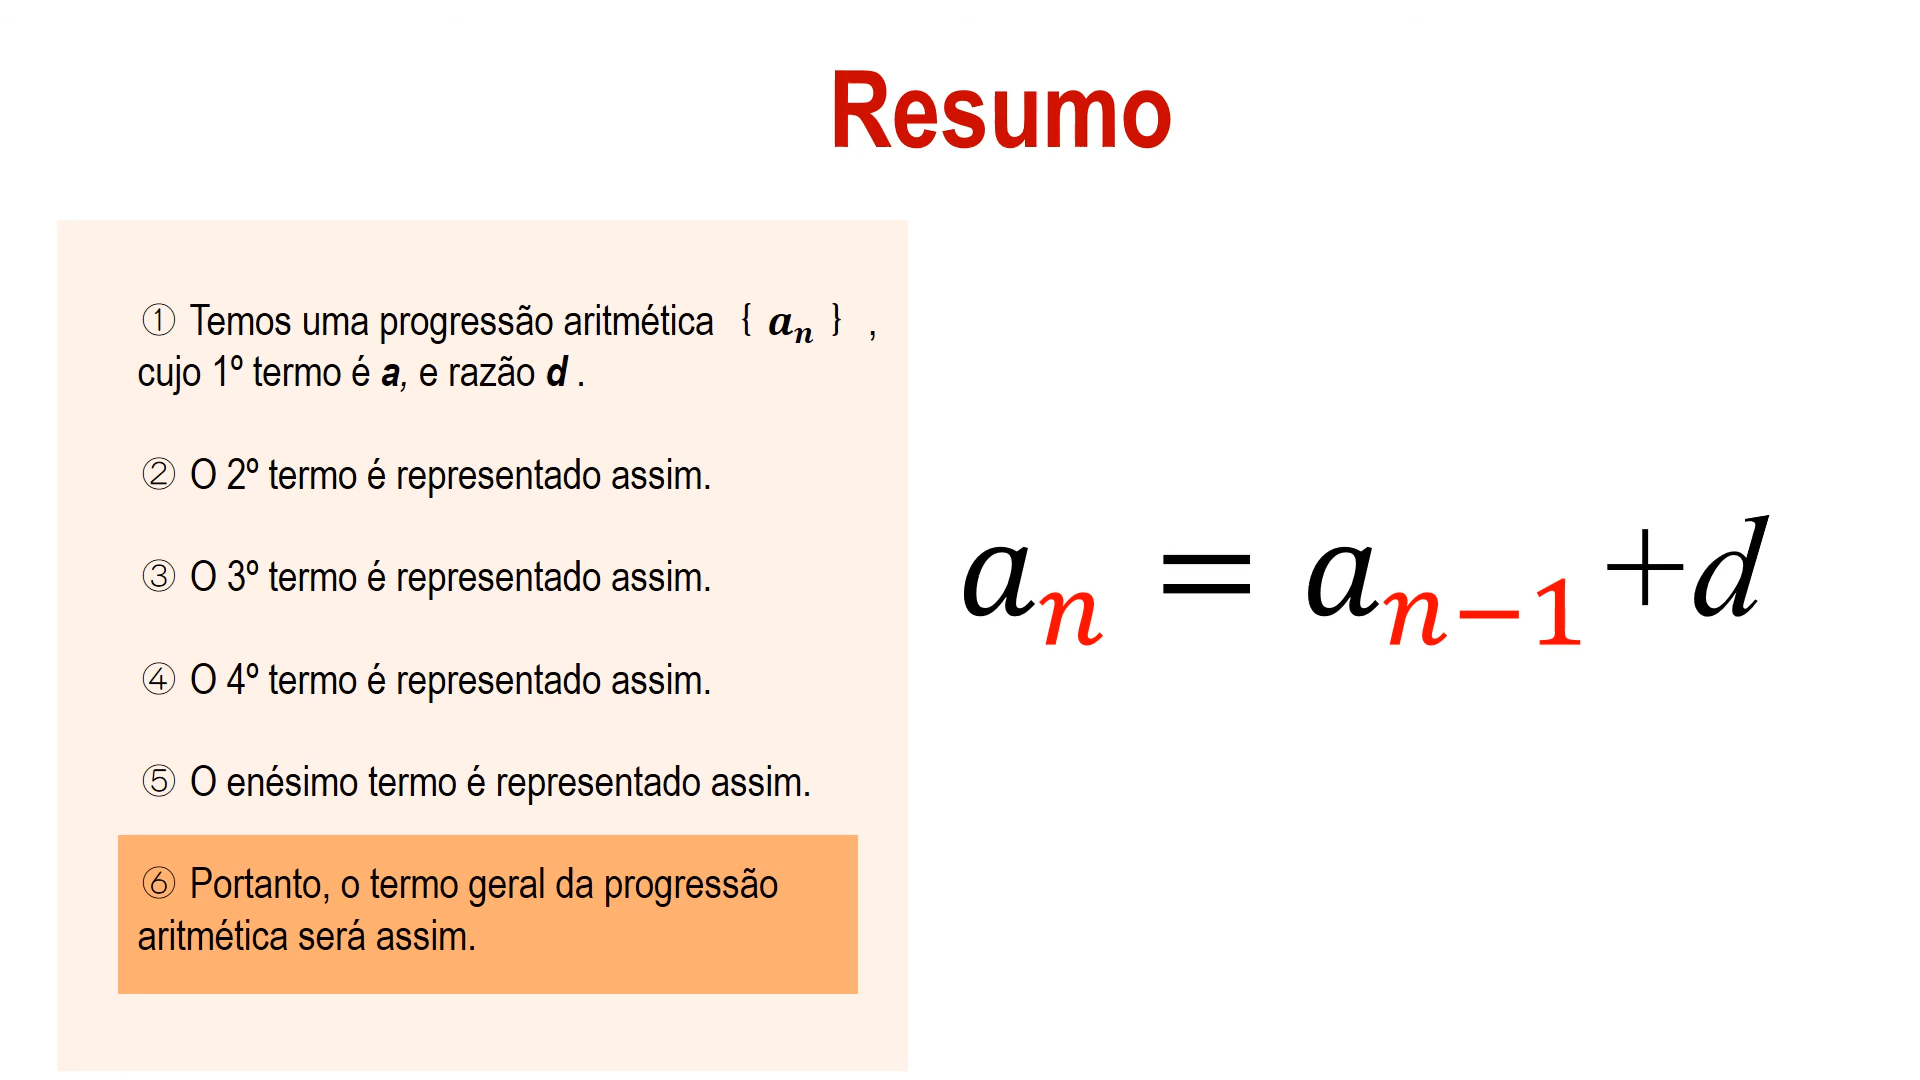 Resumo
① Temos uma progressão aritmética { aₙ } ,
cujo 1º termo é a, e razão d .
② O 2º termo é representado assim.
③ O 3º termo é representado assim.
④ O 4º termo é representado assim.
⑤ O enésimo termo é representado assim.
⑥ Portanto, o termo geral da progressão
aritmética será assim.
aₙ = aₙ₋₁ +d